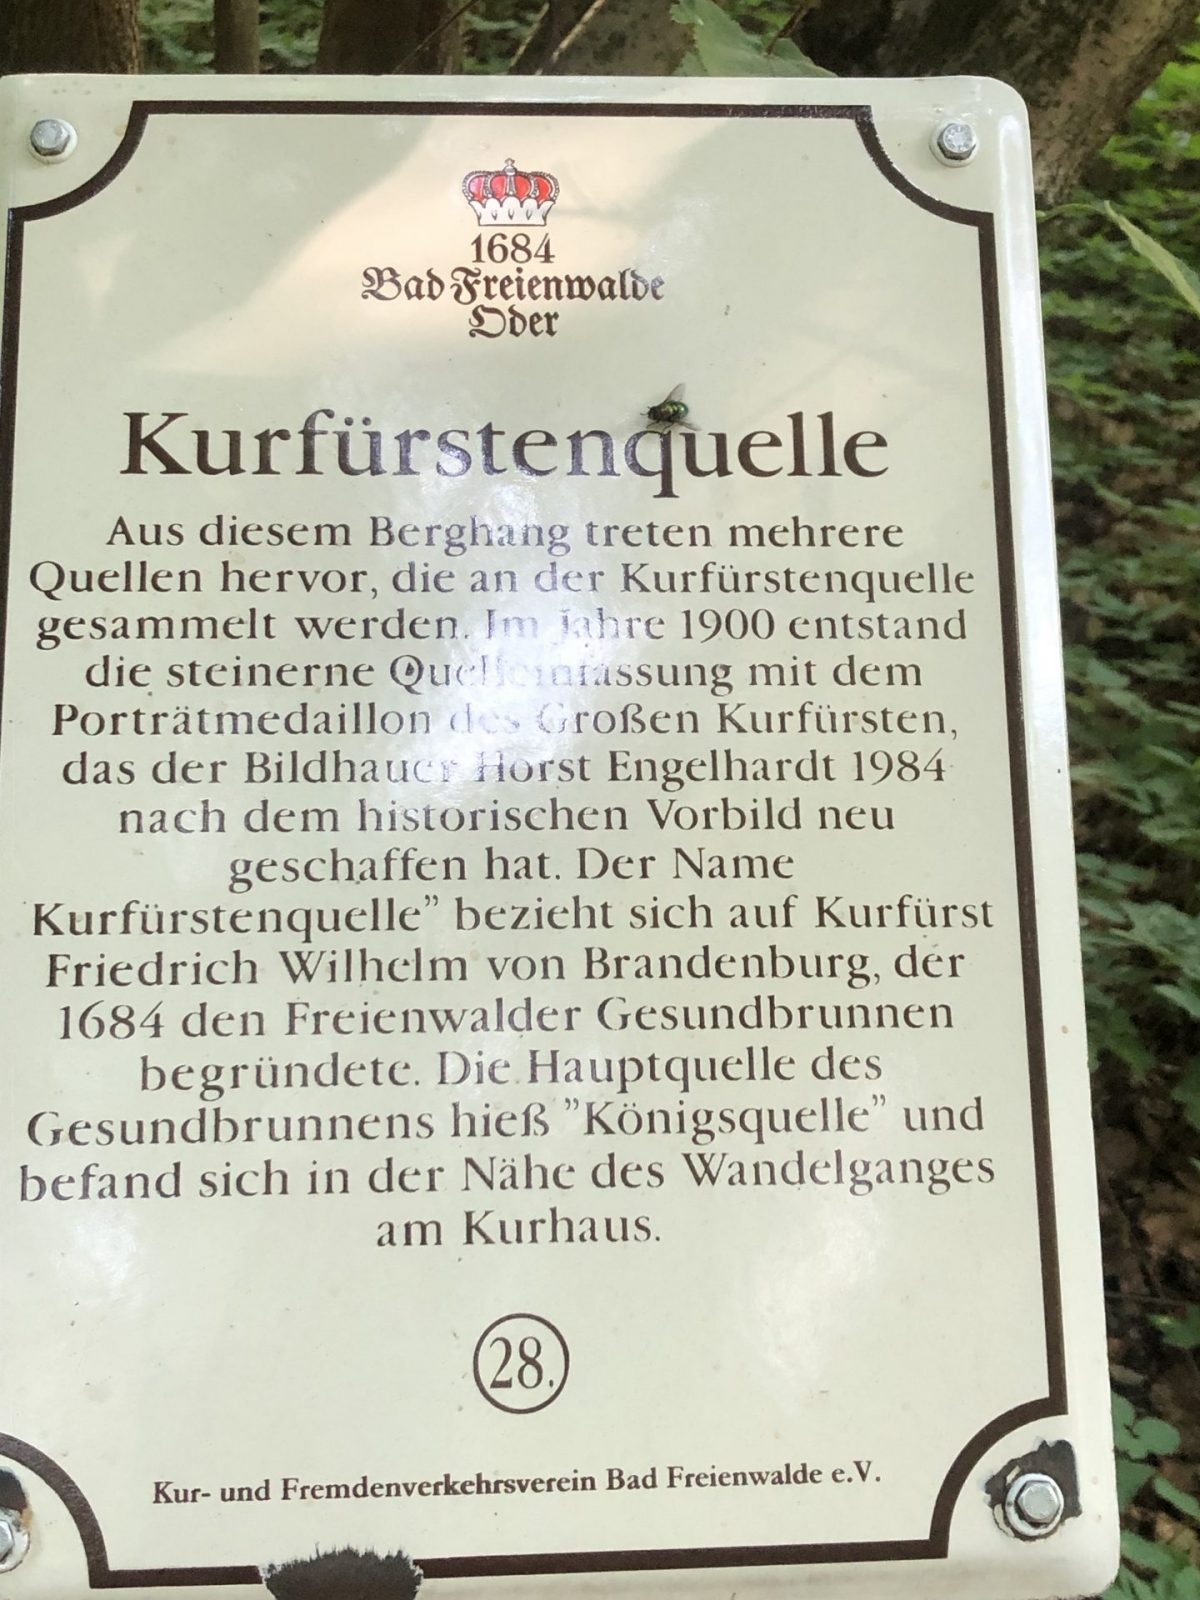 1684
Bad Freienwalde
Oder
Kurfürstenquelle
Aus diesem Berghang treten mehrere
Quellen hervor, die an der Kurfürstenquelle
gesammelt werden. Im Jahre 1900 entstand
die steinerne Quelleinfassung mit dem
Porträtmedaillon des Großen Kurfürsten,
das der Bildhauer Horst Engelhardt 1984
nach dem historischen Vorbild neu
geschaffen hat. Der Name
Kurfürstenquelle” bezieht sich auf Kurfürst
Friedrich Wilhelm von Brandenburg, der
1684 den Freienwalder Gesundbrunnen
begründete. Die Hauptquelle des
Gesundbrunnens hieß ”Königsquelle” und
befand sich in der Nähe des Wandelganges
am Kurhaus.
28.
Kur- und Fremdenverkehrsverein Bad Freienwalde e.V.